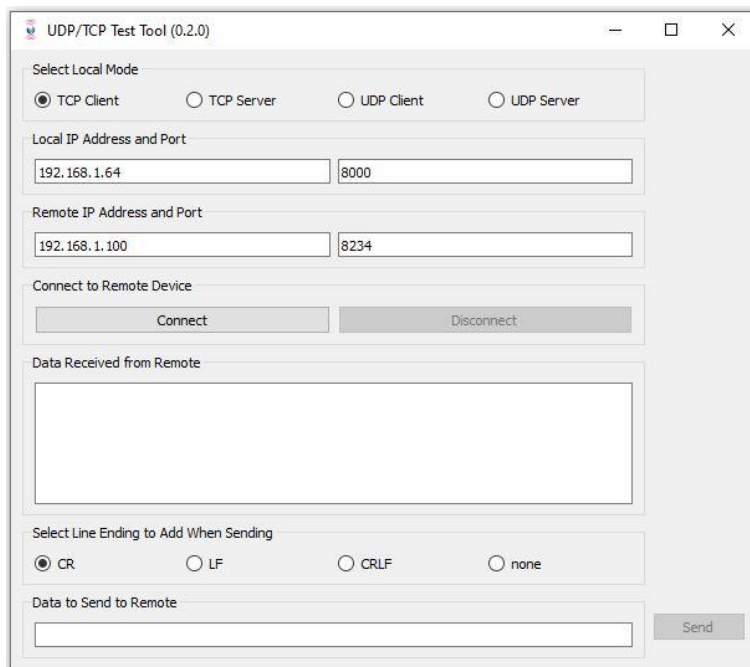 UDP/TCP Test Tool (0.2.0)
Select Local Mode
TCP Client TCP Server UDP Client UDP Server
Local IP Address and Port
192.168.1.64 8000
Remote IP Address and Port
192.168.1.100 8234
Connect to Remote Device
Connect Disconnect
Data Received from Remote
Select Line Ending to Add When Sending
CR LF CRLF none
Data to Send to Remote
Send